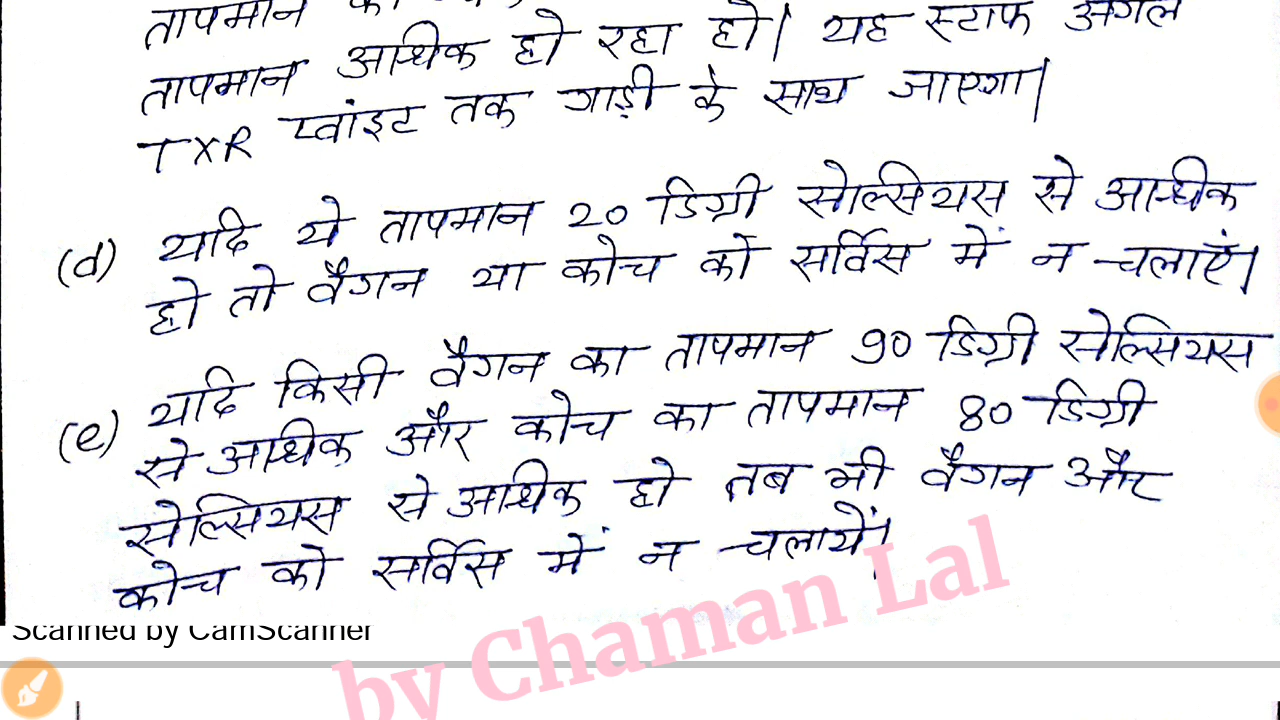 तापमान
तापमान अधिक हो रहा हो। यह स्टाफ अगले
TXR प्वांइट तक गाड़ी के साथ जाएगा।
(d) यदि ये तापमान 20 डिग्री सेल्सियस से अधिक
हो तो वैगन या कोच को सर्विस में न चलाएं।
(e) यदि किसी वैगन का तापमान 90 डिग्री सेल्सियस
से अधिक और कोच का तापमान 80 डिग्री
सेल्सियस से अधिक हो तब भी वैगन और
कोच को सर्विस में न चलायें।
Scanned by CamScanner
by Chaman Lal